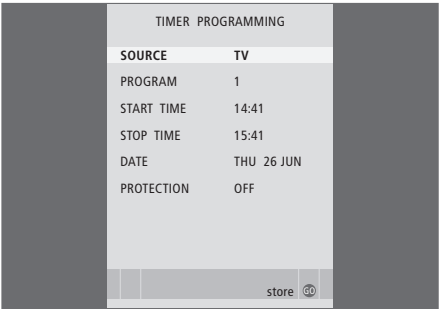 TIMER PROGRAMMING
SOURCE TV
PROGRAM 1
START TIME 14:41
STOP TIME 15:41
DATE THU 26 JUN
PROTECTION OFF
store GO